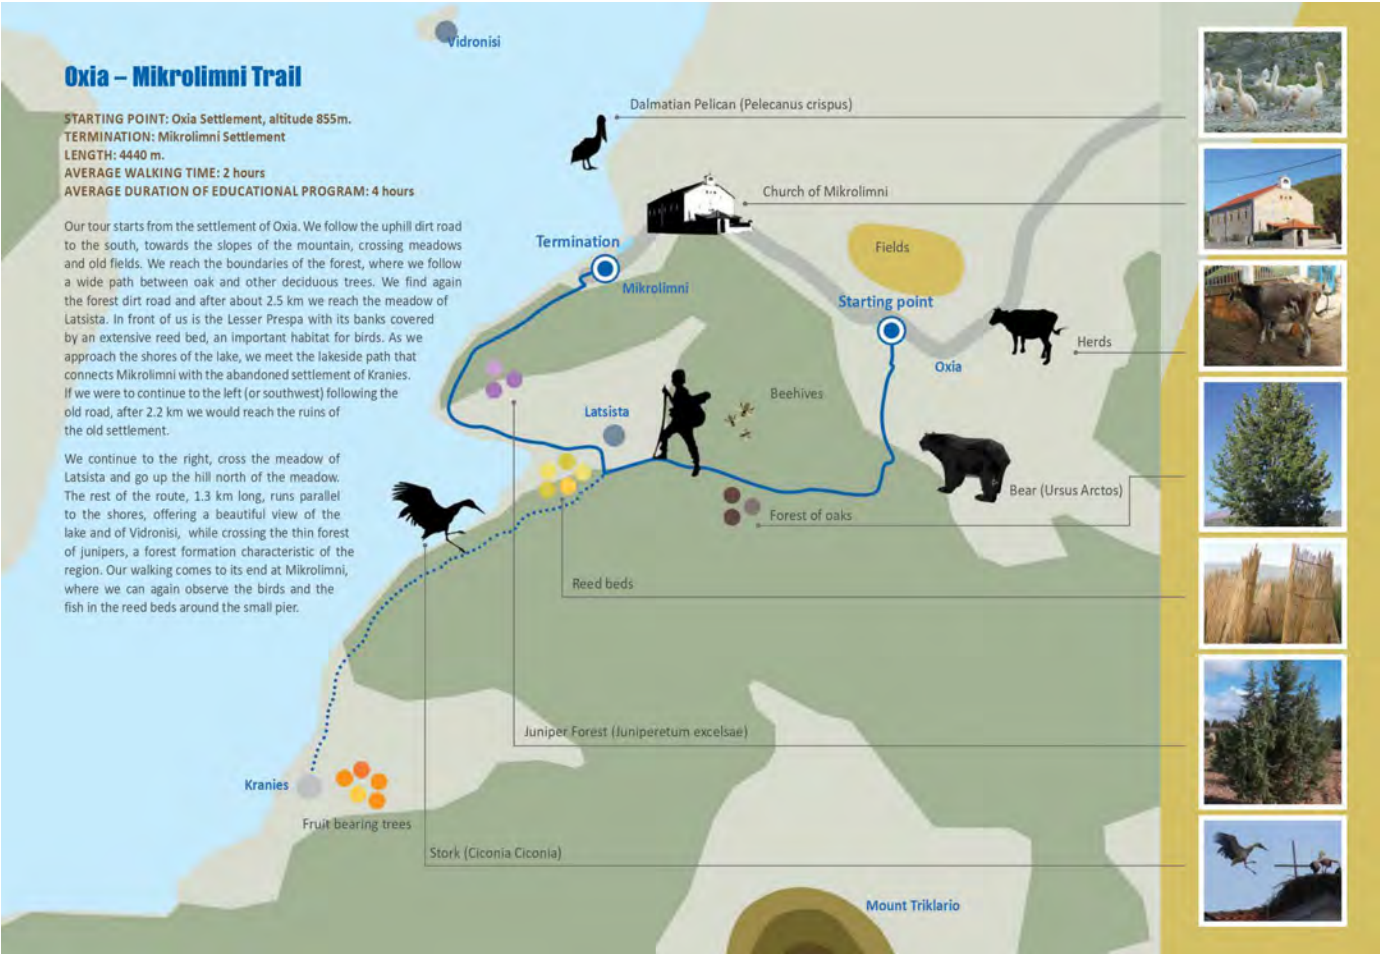 Vidronisi
Oxia – Mikrolimni Trail
STARTING POINT: Oxia Settlement, altitude 855m.
TERMINATION: Mikrolimni Settlement
LENGTH: 4440 m.
AVERAGE WALKING TIME: 2 hours
AVERAGE DURATION OF EDUCATIONAL PROGRAM: 4 hours
Our tour starts from the settlement of Oxia. We follow the uphill dirt road
to the south, towards the slopes of the mountain, crossing meadows
and old fields. We reach the boundaries of the forest, where we follow
a wide path between oak and other deciduous trees. We find again
the forest dirt road and after about 2.5 km we reach the meadow of
Latsista. In front of us is the Lesser Prespa with its banks covered
by an extensive reed bed, an important habitat for birds. As we
approach the shores of the lake, we meet the lakeside path that
connects Mikrolimni with the abandoned settlement of Kranies.
If we were to continue to the left (or southwest) following the
old road, after 2.2 km we would reach the ruins of
the old settlement.
We continue to the right, cross the meadow of
Latsista and go up the hill north of the meadow.
The rest of the route, 1.3 km long, runs parallel
to the shores, offering a beautiful view of the
lake and of Vidronisi, while crossing the thin forest
of junipers, a forest formation characteristic of the
region. Our walking comes to its end at Mikrolimni,
where we can again observe the birds and the
fish in the reed beds around the small pier.
Dalmatian Pelican (Pelecanus crispus)
Church of Mikrolimni
Termination
Mikrolimni
Fields
Starting point
Herds
Oxia
Beehives
Latsista
Bear (Ursus Arctos)
Forest of oaks
Reed beds
Juniper Forest (Juniperetum excelsae)
Kranies
Fruit bearing trees
Stork (Ciconia Ciconia)
Mount Triklario